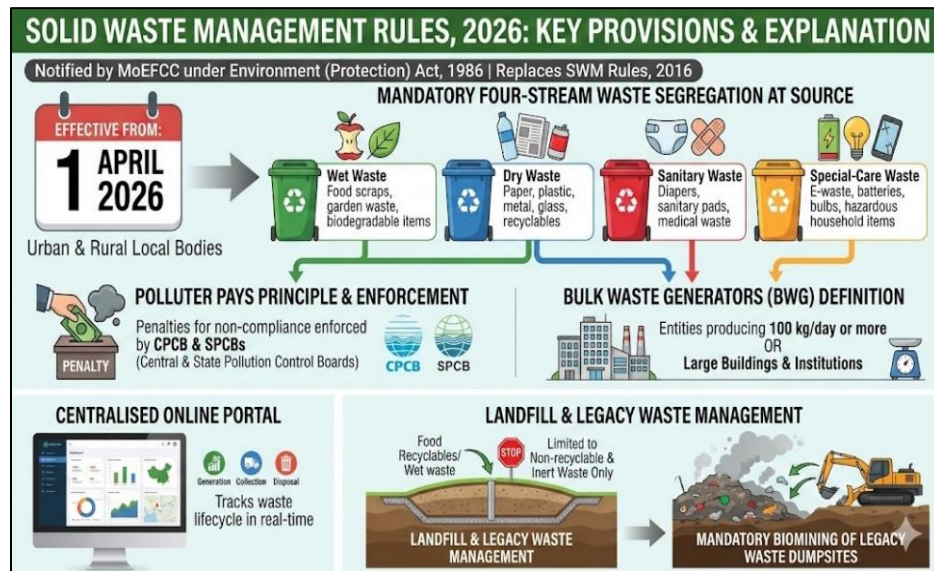 SOLID WASTE MANAGEMENT RULES, 2026: KEY PROVISIONS & EXPLANATION
Notified by MoEFCC under Environment (Protection) Act, 1986 | Replaces SWM Rules, 2016
EFFECTIVE FROM:
1 APRIL
2026
Urban & Rural Local Bodies
MANDATORY FOUR-STREAM WASTE SEGREGATION AT SOURCE
Wet Waste
Food scraps,
garden waste,
biodegradable items
Dry Waste
Paper, plastic,
metal, glass,
recyclables
Sanitary Waste
Diapers,
sanitary pads,
medical waste
Special-Care Waste
E-waste, batteries,
bulbs, hazardous
household items
POLLUTER PAYS PRINCIPLE & ENFORCEMENT
PENALTY
Penalties for non-compliance enforced
by CPCB & SPCBs
(Central & State Pollution Control Boards)
CPCB
SPCB
BULK WASTE GENERATORS (BWG) DEFINITION
Entities producing 100 kg/day or more
OR
Large Buildings & Institutions
CENTRALISED ONLINE PORTAL
Generation
Collection
Disposal
Tracks waste
lifecycle in real-time
LANDFILL & LEGACY WASTE MANAGEMENT
Food
Recyclables/
Wet waste
STOP
Limited to
Non-recyclable &
Inert Waste Only
LANDFILL & LEGACY WASTE
MANAGEMENT
MANDATORY BIOMINING OF LEGACY
WASTE DUMPSITES